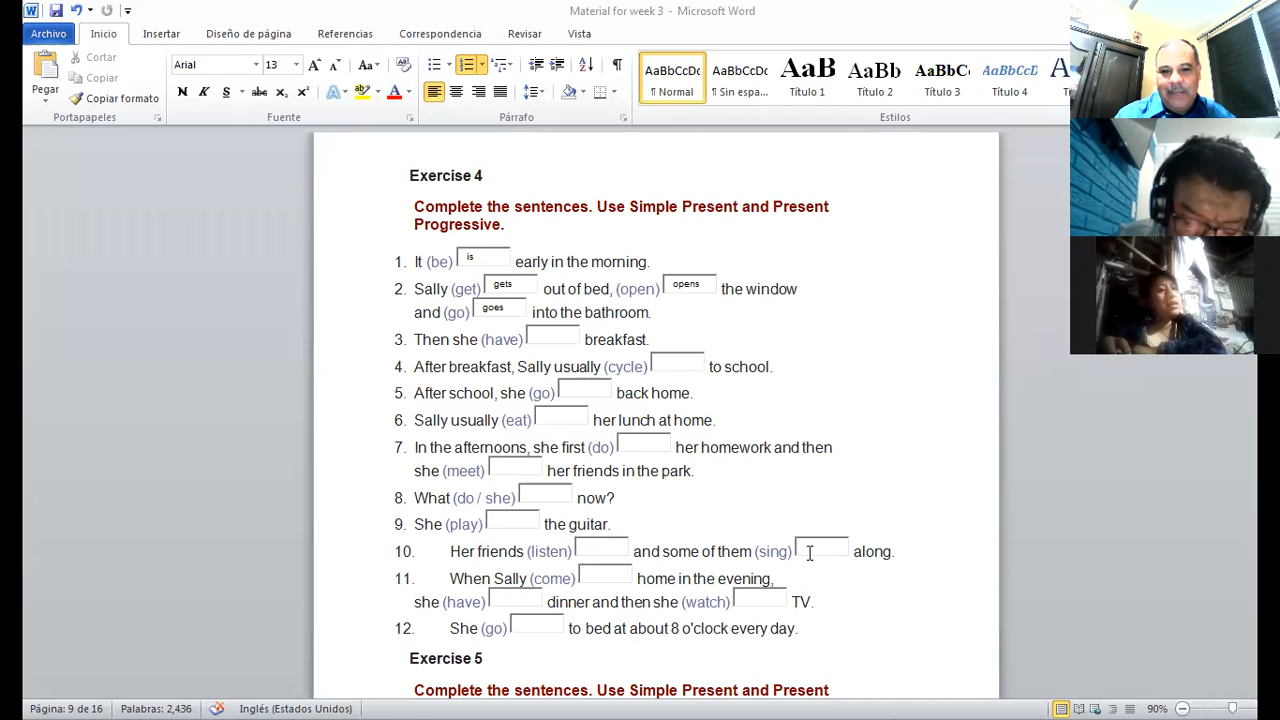 Material for week 3 - Microsoft Word
Archivo Inicio Insertar Diseño de página Referencias Correspondencia Revisar Vista
Pegar
Cortar
Copiar
Copiar formato
Portapapeles
Arial 13
Fuente
Párrafo
AaBbCcDc AaBbCcDc AaB AaBb AaBbC AaBbCcD
¶ Normal ¶ Sin espa... Título 1 Título 2 Título 3 Título 4
Estilos
Exercise 4
Complete the sentences. Use Simple Present and Present
Progressive.
1. It (be) is early in the morning.
2. Sally (get) gets out of bed, (open) opens the window
and (go) goes into the bathroom.
3. Then she (have) breakfast.
4. After breakfast, Sally usually (cycle) to school.
5. After school, she (go) back home.
6. Sally usually (eat) her lunch at home.
7. In the afternoons, she first (do) her homework and then
she (meet) her friends in the park.
8. What (do / she) now?
9. She (play) the guitar.
10. Her friends (listen) and some of them (sing) along.
11. When Sally (come) home in the evening,
she (have) dinner and then she (watch) TV.
12. She (go) to bed at about 8 o'clock every day.
Exercise 5
Complete the sentences. Use Simple Present and Present
Página: 9 de 16 Palabras: 2,436 Inglés (Estados Unidos) 90%